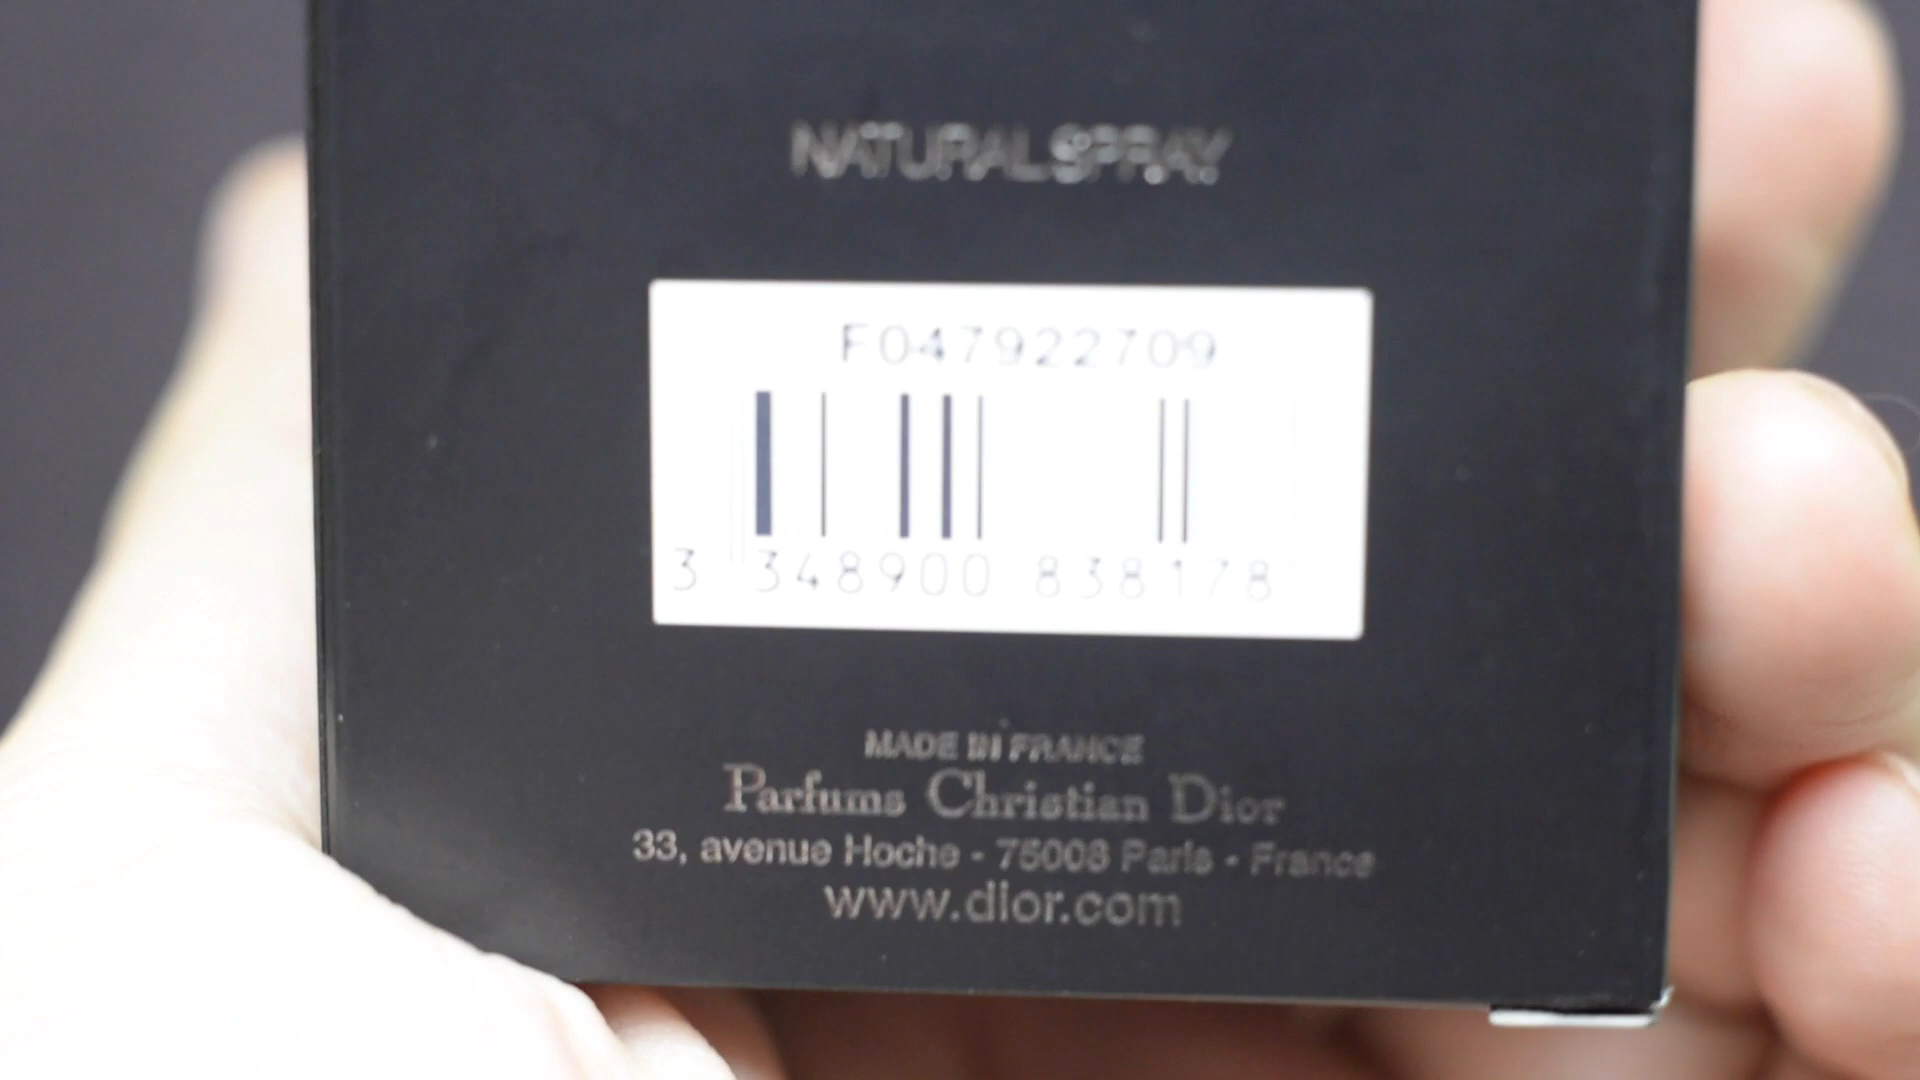 NATURAL SPRAY
F047922709
3 348900 838178
MADE IN FRANCE
Parfums Christian Dior
33, avenue Hoche - 75008 Paris - France
www.dior.com